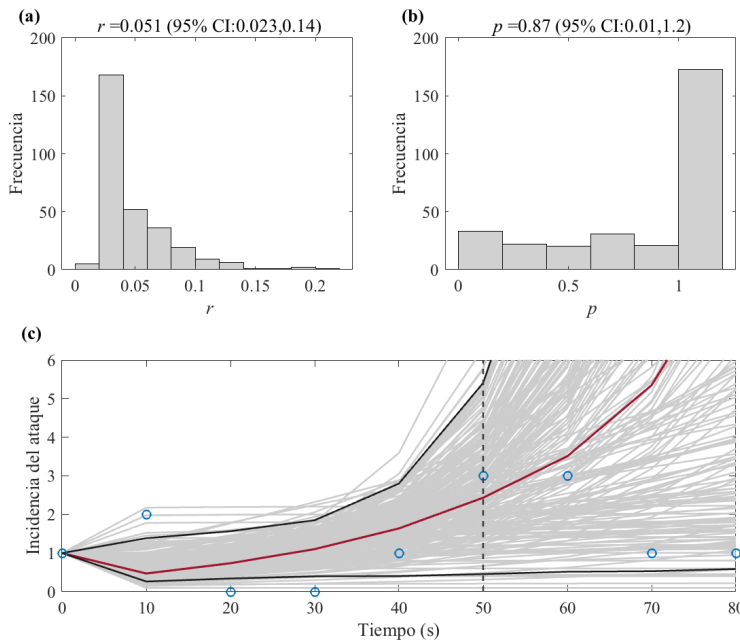 (a) (b)
r =0.051 (95% CI:0.023,0.14) p =0.87 (95% CI:0.01,1.2)
200 200
150 150
100 100
50 50
0 0
Frecuencia Frecuencia
0 0.05 0.1 0.15 0.2 0 0.5 1
r p
(c)
6
5
4
3
2
1
0
Incidencia del ataque
0 10 20 30 40 50 60 70 80
Tiempo (s)